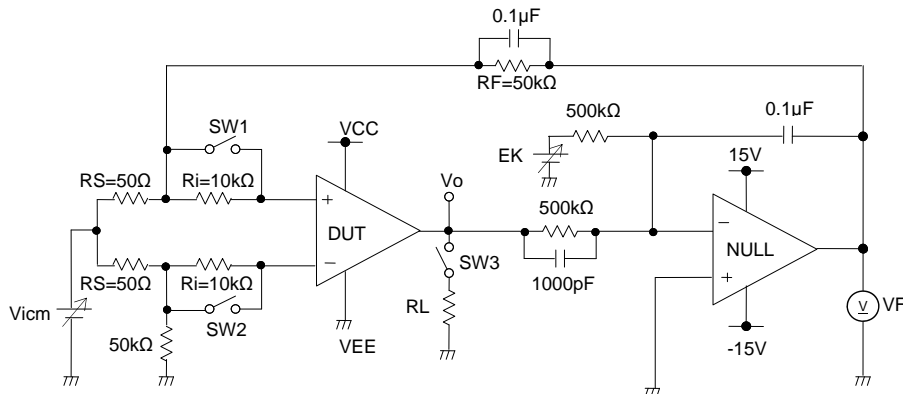 0.1µF
RF=50kΩ
500kΩ
0.1µF
SW1
VCC
EK
15V
RS=50Ω
Ri=10kΩ
Vo
500kΩ
+
DUT
−
−
NULL
+
RS=50Ω
Ri=10kΩ
SW3
1000pF
Vicm
SW2
RL
V
VF
50kΩ
VEE
-15V